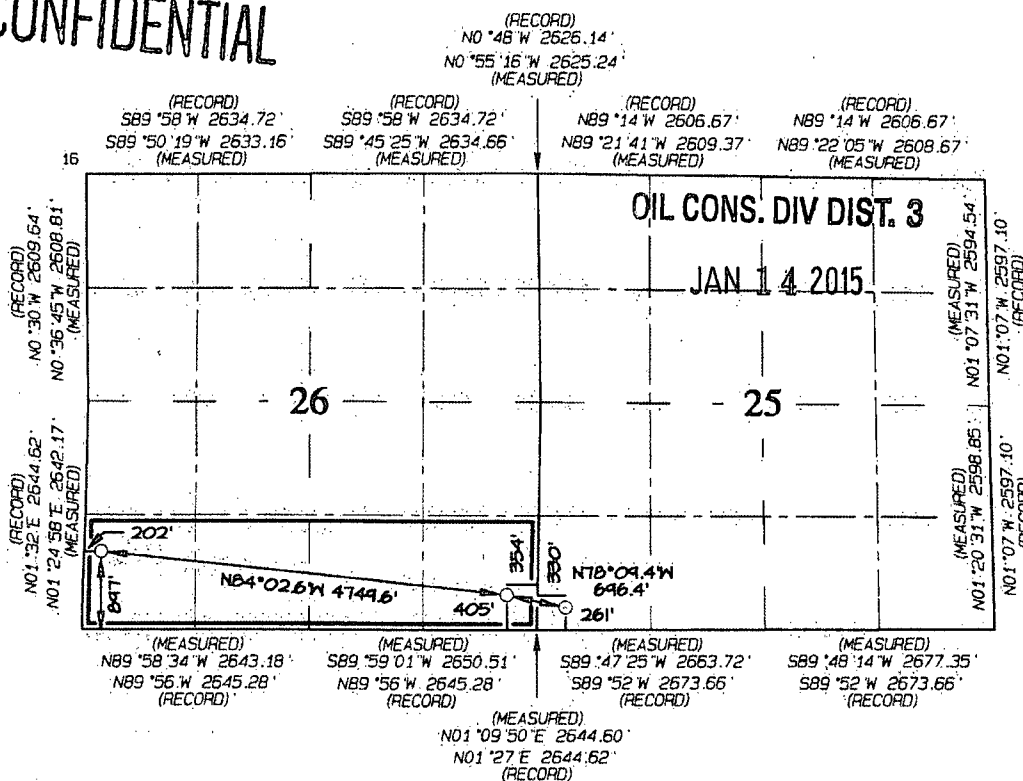 CONFIDENTIAL
(RECORD)
N0 °48'W 2626.14'
N0 °55'16"W 2625.24'
(MEASURED)
(RECORD)
S89 °58'W 2634.72'
S89 °50'19"W 2633.16'
(MEASURED)
(RECORD)
S89 °58'W 2634.72'
S89 °45'25"W 2634.66'
(MEASURED)
(RECORD)
N89 °14'W 2606.67'
N89 °21'41"W 2609.37'
(MEASURED)
(RECORD)
N89 °14'W 2606.67'
N89 °22'05"W 2608.67'
(MEASURED)
16
OIL CONS. DIV DIST. 3
JAN 14 2015
(RECORD)
N0 °30'W 2609.64'
N0 °36'45"W 2608.81'
(MEASURED)
(MEASURED)
N01 °07'31"W 2594.54'
N01 °07'W 2597.10'
(RECORD)
26
25
(RECORD)
N01 °32'E 2644.62'
N01 °24'58"E 2642.17'
(MEASURED)
(MEASURED)
N01 °20'31"W 2598.85'
N01 °07'W 2597.10'
(RECORD)
202'
897'
N84°02.6'W 4749.6'
405'
354'
330'
N78°09.4'W
696.4'
261'
(MEASURED)
N89 °58'34"W 2643.18'
N89 °56'W 2645.28'
(RECORD)
(MEASURED)
S89 °59'01"W 2650.51'
N89 °56'W 2645.28'
(RECORD)
(MEASURED)
S89 °47'25"W 2663.72'
S89 °52'W 2673.66'
(RECORD)
(MEASURED)
S89 °48'14"W 2677.35'
S89 °52'W 2673.66'
(RECORD)
(MEASURED)
N01 °09'50"E 2644.60'
N01 °27'E 2644.62'
(RECORD)